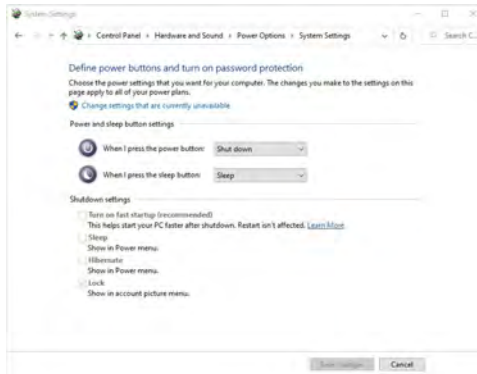 System Settings
Control Panel › Hardware and Sound › Power Options › System Settings
Search C...
Define power buttons and turn on password protection
Choose the power settings that you want for your computer. The changes you make to the settings on this
page apply to all of your power plans.
Change settings that are currently unavailable
Power and sleep button settings
When I press the power button: Shut down
When I press the sleep button: Sleep
Shutdown settings
Turn on fast startup (recommended)
This helps start your PC faster after shutdown. Restart isn't affected. Learn More
Sleep
Show in Power menu.
Hibernate
Show in Power menu.
Lock
Show in account picture menu.
Save changes Cancel